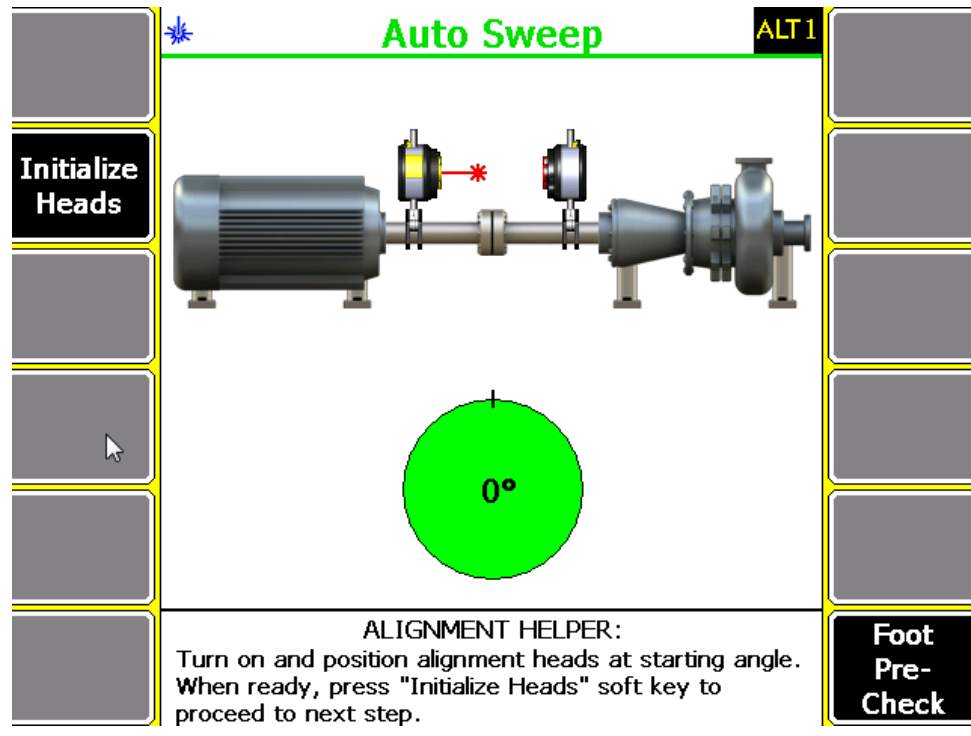 Auto Sweep
ALT1
Initialize
Heads
0°
ALIGNMENT HELPER:
Turn on and position alignment heads at starting angle.
When ready, press "Initialize Heads" soft key to
proceed to next step.
Foot
Pre-
Check